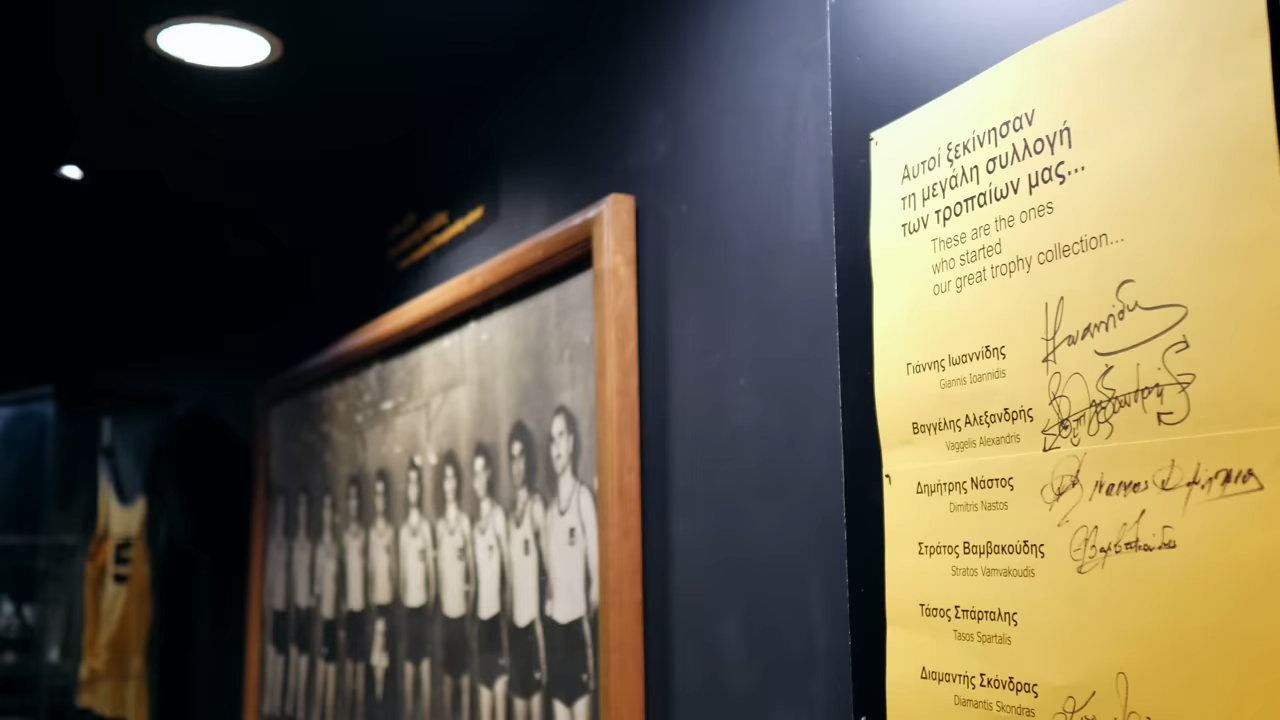 Αυτοί ξεκίνησαν
τη μεγάλη συλλογή
των τροπαίων μας...
These are the ones
who started
our great trophy collection...
Γιάννης Ιωαννίδης
Giannis Ioannidis
Βαγγέλης Αλεξανδρής
Vaggelis Alexandris
Δημήτρης Νάστος
Dimitris Nastos
Στράτος Βαμβακούδης
Stratos Vamvakoudis
Τάσος Σπάρταλης
Tasos Spartalis
Διαμαντής Σκόνδρας
Diamantis Skondras